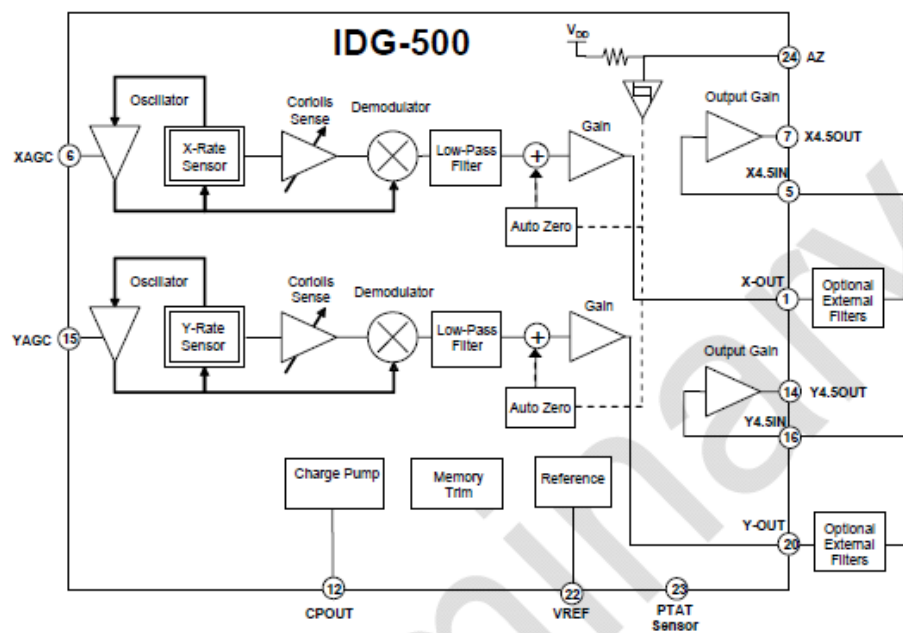 IDG-500
VDD
24
AZ
Oscillator
Coriolis
Sense
Demodulator
Output Gain
Gain
XAGC
6
X-Rate
Sensor
Low-Pass
Filter
+
7
X4.5OUT
X4.5IN
5
Auto Zero
X-OUT
1
Optional
External
Filters
Oscillator
Coriolis
Sense
Demodulator
Gain
YAGC
15
Y-Rate
Sensor
Low-Pass
Filter
+
Output Gain
14
Y4.5OUT
Auto Zero
Y4.5IN
16
Charge Pump
Memory
Trim
Reference
Y-OUT
20
Optional
External
Filters
12
CPOUT
22
VREF
23
PTAT
Sensor
minary